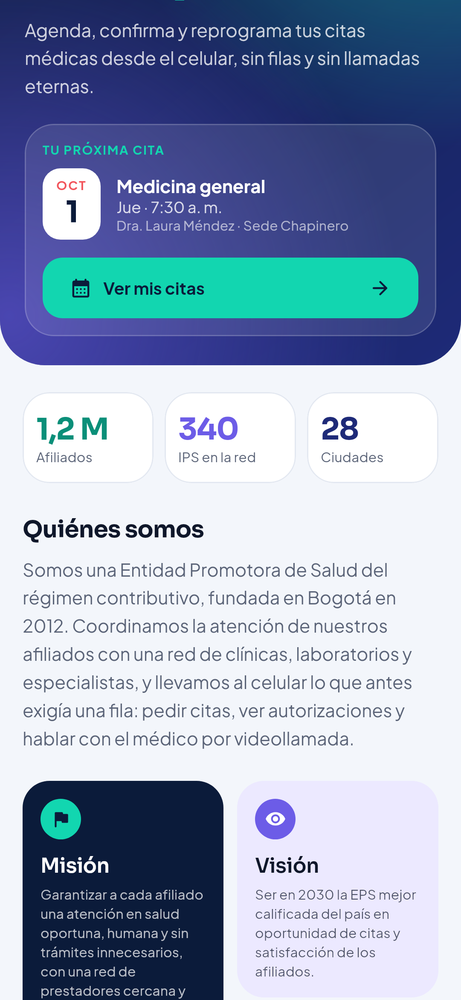 Agenda, confirma y reprograma tus citas
médicas desde el celular, sin filas y sin llamadas
eternas.
TU PRÓXIMA CITA
OCT
1
Medicina general
Jue · 7:30 a. m.
Dra. Laura Méndez · Sede Chapinero
Ver mis citas
1,2 M
Afiliados
340
IPS en la red
28
Ciudades
Quiénes somos
Somos una Entidad Promotora de Salud del
régimen contributivo, fundada en Bogotá en
2012. Coordinamos la atención de nuestros
afiliados con una red de clínicas, laboratorios y
especialistas, y llevamos al celular lo que antes
exigía una fila: pedir citas, ver autorizaciones y
hablar con el médico por videollamada.
Misión
Garantizar a cada afiliado
una atención en salud
oportuna, humana y sin
trámites innecesarios,
con una red de
prestadores cercana y
Visión
Ser en 2030 la EPS mejor
calificada del país en
oportunidad de citas y
satisfacción de los
afiliados.